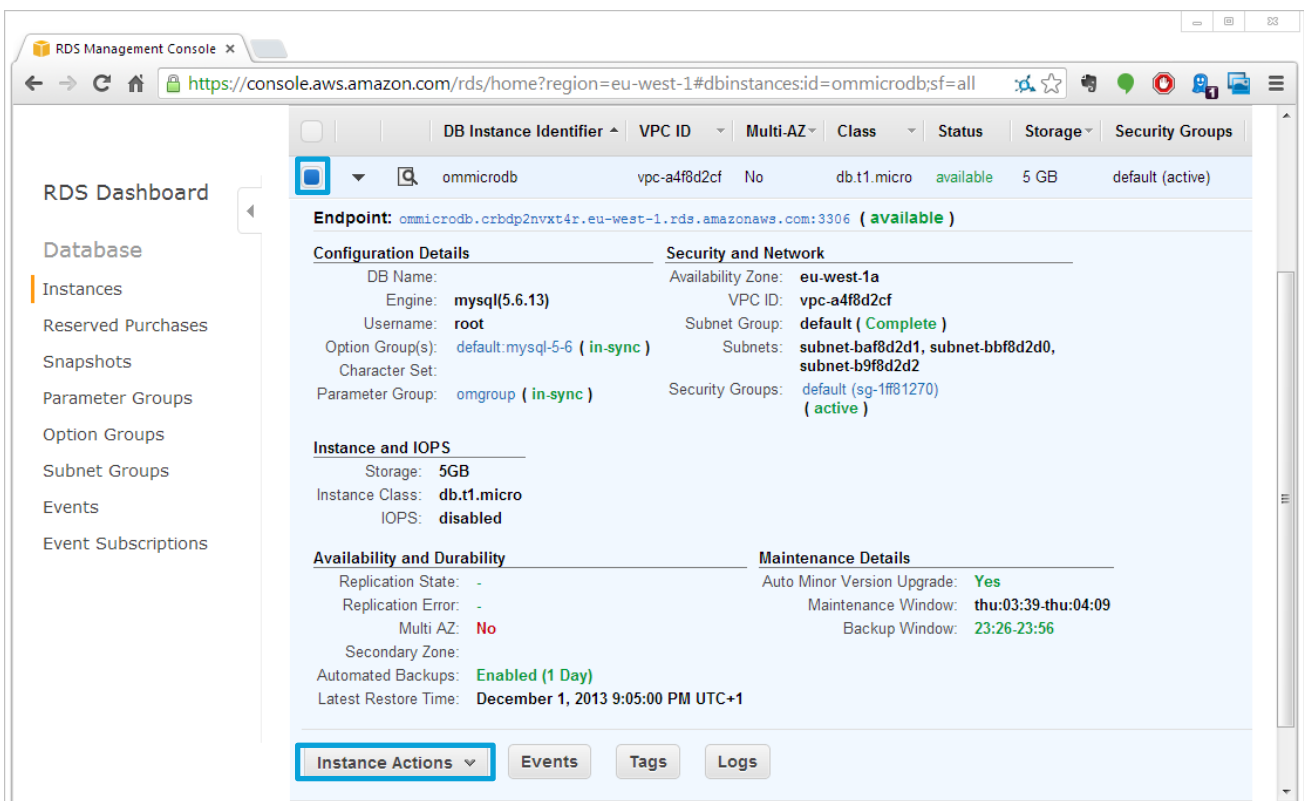 RDS Management Console
https://console.aws.amazon.com/rds/home?region=eu-west-1#dbinstances:id=ommicrodb;sf=all
1
DB Instance Identifier VPC ID Multi-AZ Class Status Storage Security Groups
ommicrodb vpc-a4f8d2cf No db.t1.micro available 5 GB default (active)
RDS Dashboard
Database
Instances
Reserved Purchases
Snapshots
Parameter Groups
Option Groups
Subnet Groups
Events
Event Subscriptions
Endpoint: ommicrodb.crbdp2nvxt4r.eu-west-1.rds.amazonaws.com:3306 ( available )
Configuration Details
DB Name:
Engine: mysql(5.6.13)
Username: root
Option Group(s): default:mysql-5-6 ( in-sync )
Character Set:
Parameter Group: omgroup ( in-sync )
Security and Network
Availability Zone: eu-west-1a
VPC ID: vpc-a4f8d2cf
Subnet Group: default ( Complete )
Subnets: subnet-baf8d2d1, subnet-bbf8d2d0,
subnet-b9f8d2d2
Security Groups: default (sg-1ff81270)
( active )
Instance and IOPS
Storage: 5GB
Instance Class: db.t1.micro
IOPS: disabled
Availability and Durability
Replication State: -
Replication Error: -
Multi AZ: No
Secondary Zone:
Automated Backups: Enabled (1 Day)
Latest Restore Time: December 1, 2013 9:05:00 PM UTC+1
Maintenance Details
Auto Minor Version Upgrade: Yes
Maintenance Window: thu:03:39-thu:04:09
Backup Window: 23:26-23:56
Instance Actions Events Tags Logs